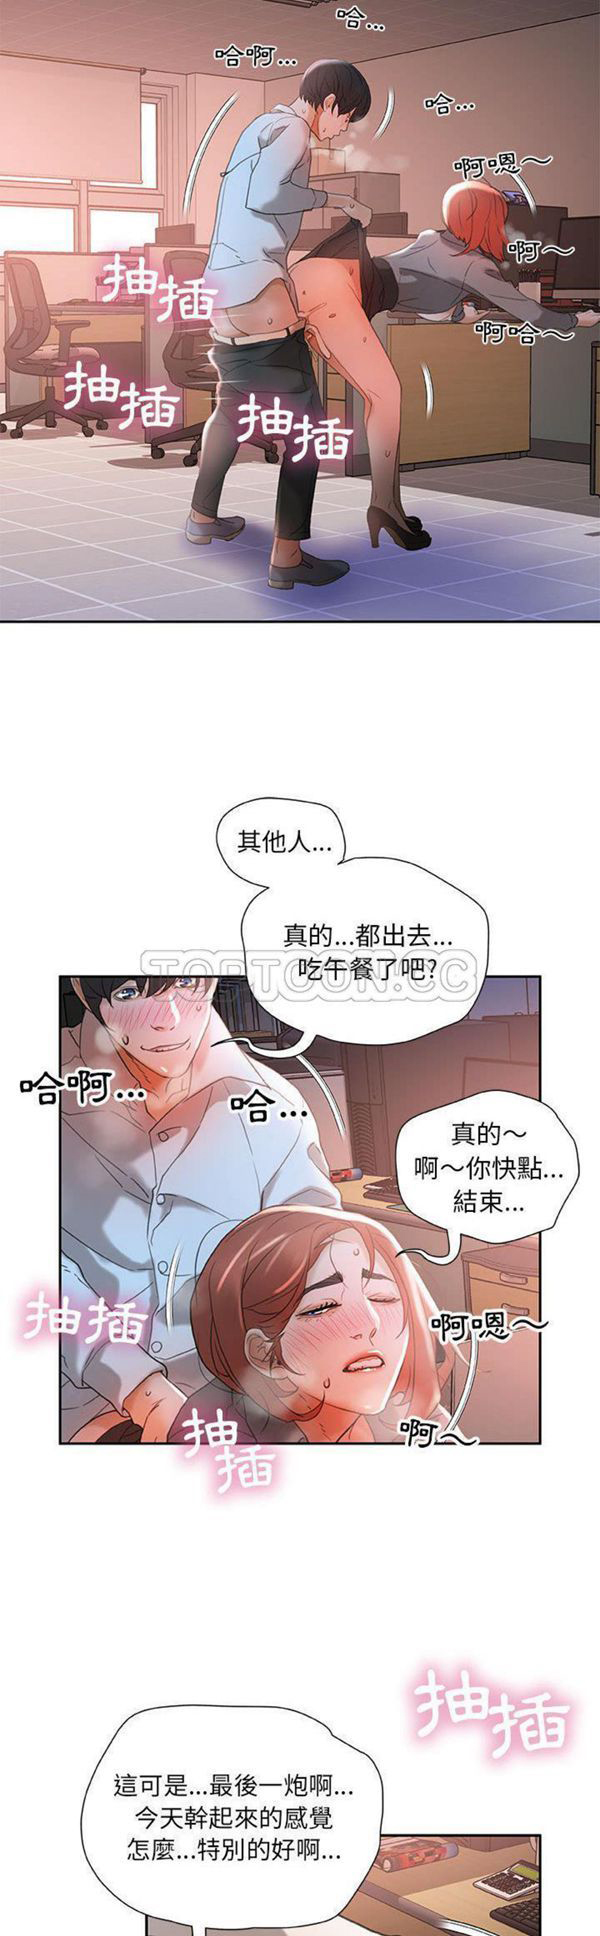 哈...
哈啊...
哈...
啊嗯～
啊～
啊哈～
抽插
抽插
抽插
其他人...
真的...都出去...
吃午餐了吧?
TOPTOON.CC
哈啊...
哈...
真的～
啊～你快點...
結束...
抽插
啊嗯～
啊～
抽插
抽插
這可是...最後一炮啊...
今天幹起來的感覺
怎麼...特別的好啊...